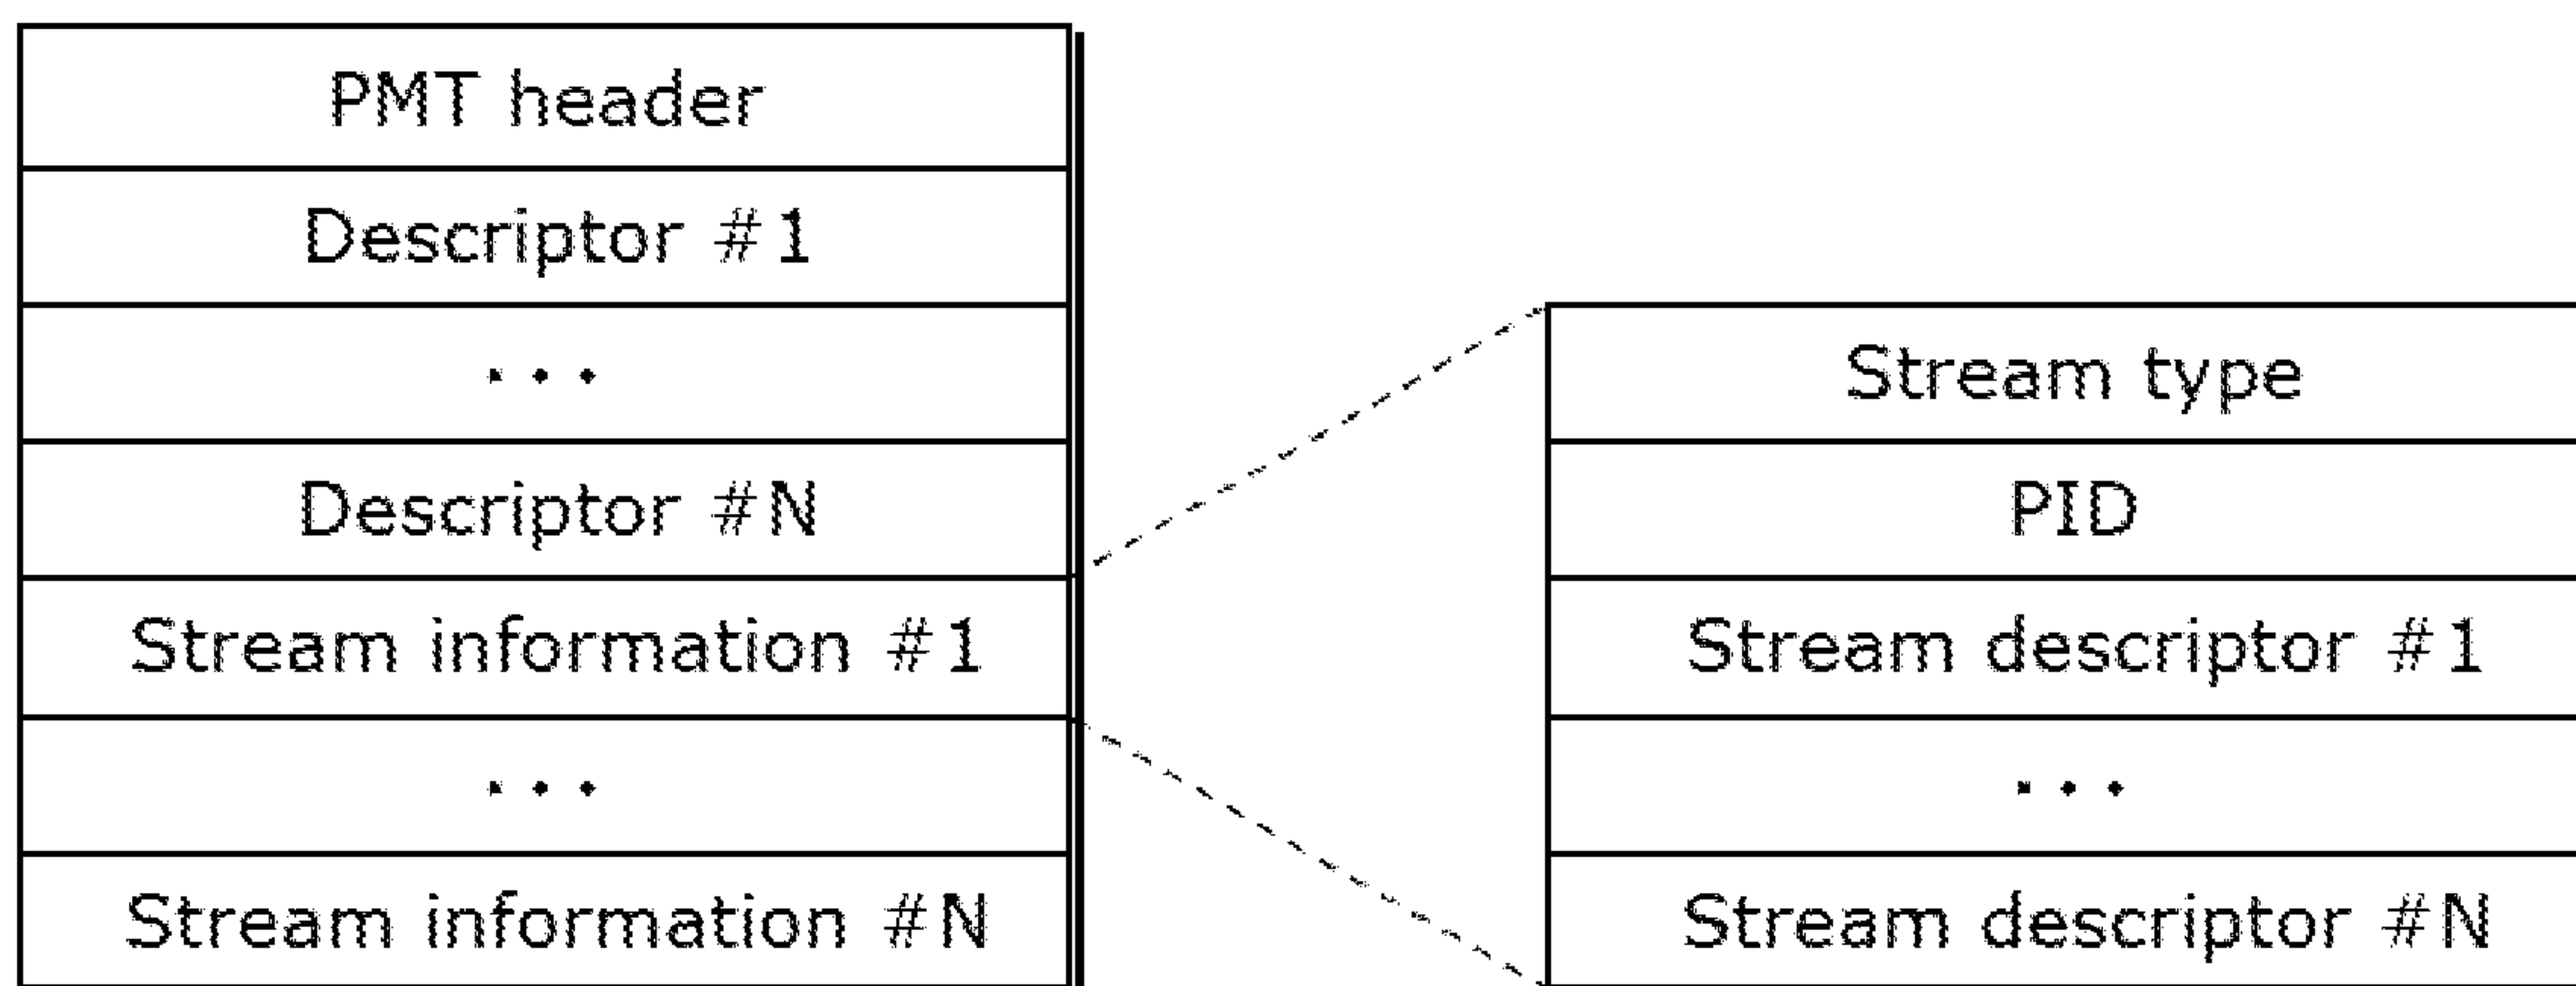 PMT header
Descriptor #1
...
Descriptor #N
Stream information #1
...
Stream information #N
Stream type
PID
Stream descriptor #1
...
Stream descriptor #N